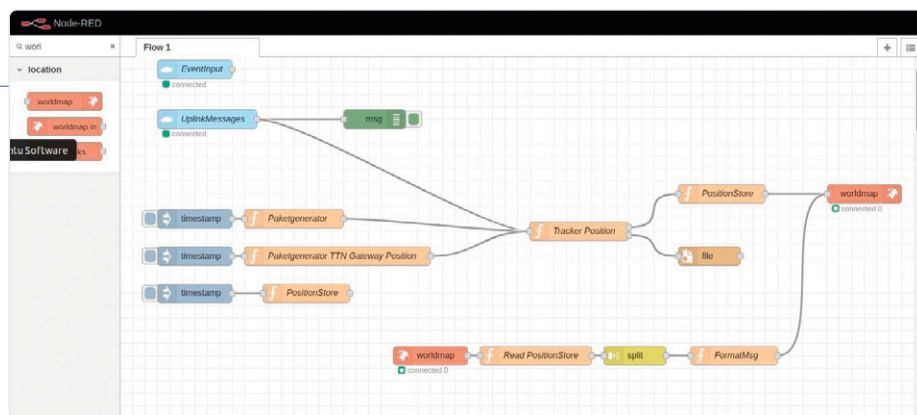 Node-RED
worl
Flow 1
location
EventInput
connected
worldmap
UplinkMessages
msg
worldmap in
connected
ntu Software
ks
PositionStore
worldmap
connected 0
timestamp
Paketgenerator
Tracker Position
timestamp
Paketgenerator TTN Gateway Position
file
timestamp
PositionStore
worldmap
Read PositionStore
split
FormatMsg
connected 0